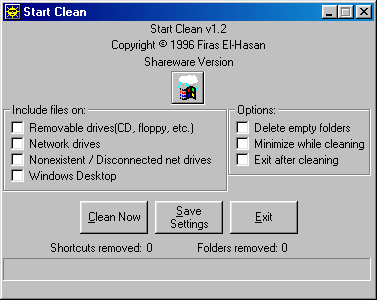 Start Clean
Start Clean v1.2
Copyright © 1996 Firas El-Hasan
Shareware Version
Include files on:
Removable drives(CD, floppy, etc.)
Network drives
Nonexistent / Disconnected net drives
Windows Desktop
Options:
Delete empty folders
Minimize while cleaning
Exit after cleaning
Clean Now
Save
Settings
Exit
Shortcuts removed: 0 Folders removed: 0